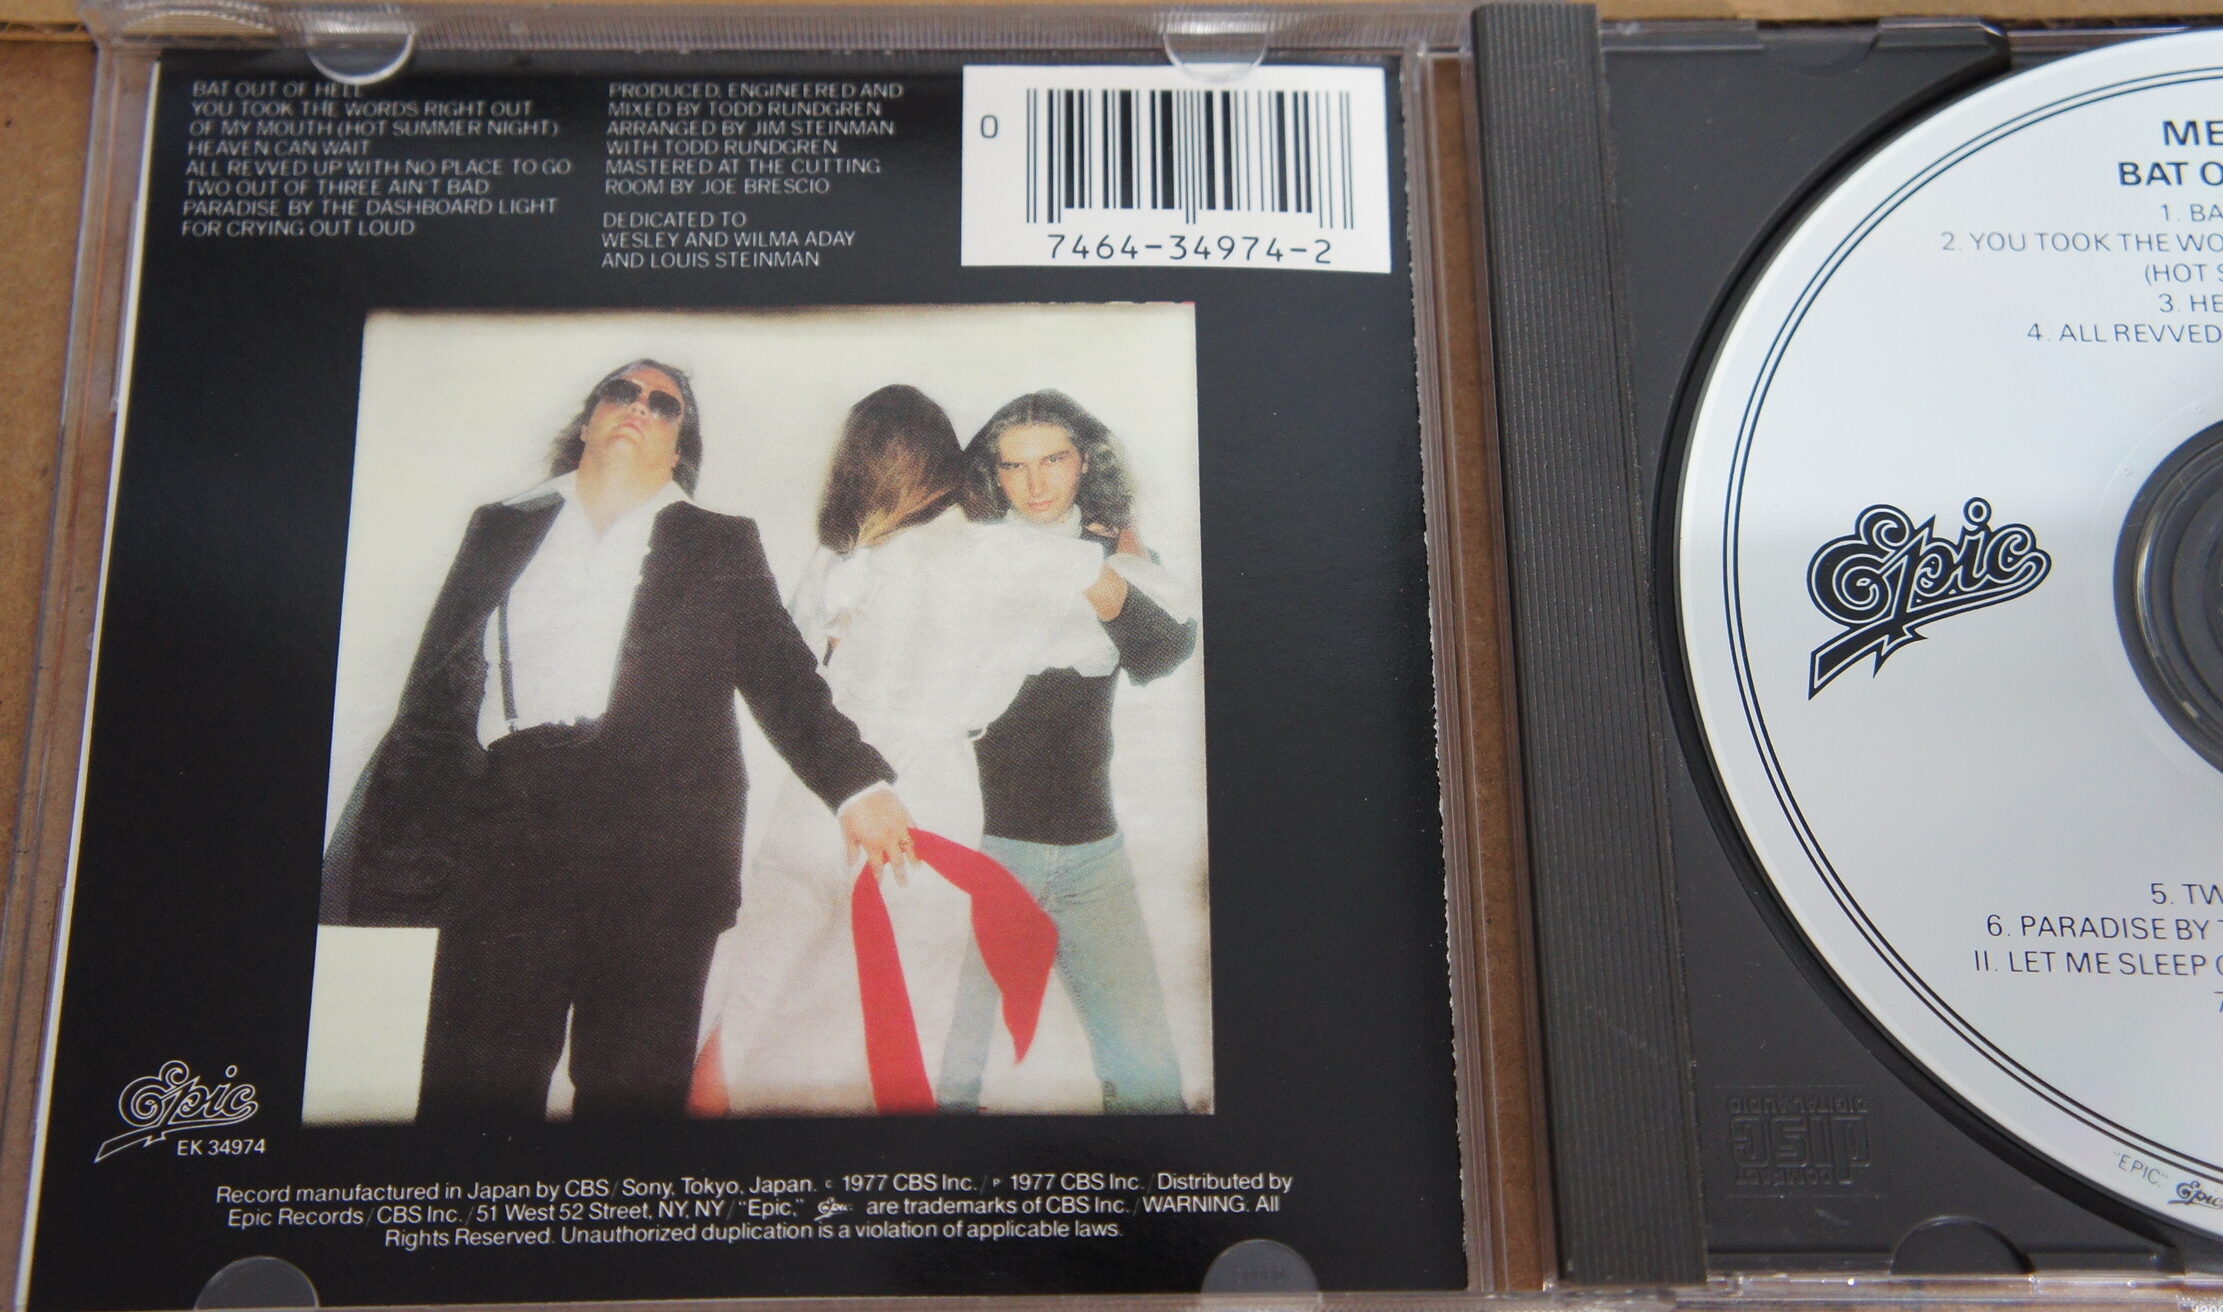 BAT OUT OF HELL
YOU TOOK THE WORDS RIGHT OUT
OF MY MOUTH (HOT SUMMER NIGHT)
HEAVEN CAN WAIT
ALL REVVED UP WITH NO PLACE TO GO
TWO OUT OF THREE AIN'T BAD
PARADISE BY THE DASHBOARD LIGHT
FOR CRYING OUT LOUD
PRODUCED, ENGINEERED AND
MIXED BY TODD RUNDGREN
ARRANGED BY JIM STEINMAN
WITH TODD RUNDGREN
MASTERED AT THE CUTTING
ROOM BY JOE BRESCIO
DEDICATED TO
WESLEY AND WILMA ADAY
AND LOUIS STEINMAN
0
7464-34974-2
Epic
EK 34974
Record manufactured in Japan by CBS/Sony, Tokyo, Japan. © 1977 CBS Inc./℗ 1977 CBS Inc./Distributed by
Epic Records/CBS Inc./51 West 52 Street, NY, NY/"Epic," Epic are trademarks of CBS Inc./WARNING: All
Rights Reserved. Unauthorized duplication is a violation of applicable laws.
ME
BAT O
1. BA
2. YOU TOOK THE WO
(HOT S
3. HE
4. ALL REVVED
Epic
5. TW
6. PARADISE BY T
II. LET ME SLEEP O
7
COMPACT
disc
DIGITAL AUDIO
"EPIC," Epic